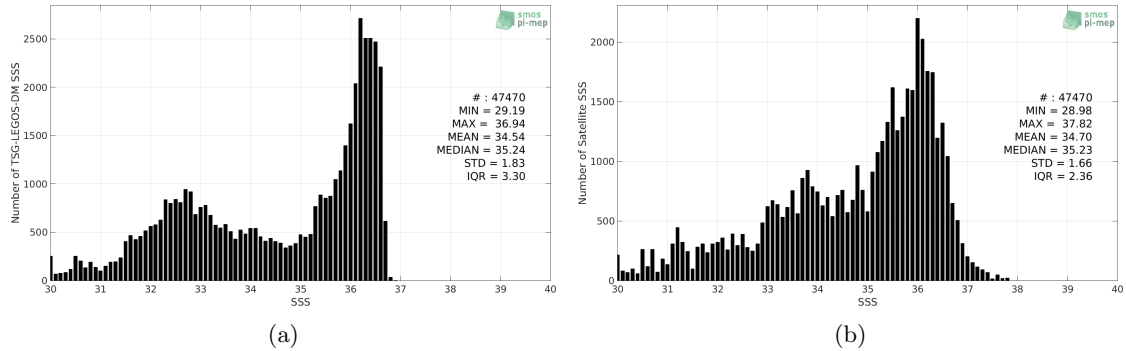 smos
pi-mep
Number of TSG-LEGOS-DM SSS
2500
2000
1500
1000
500
0
# : 47470
MIN = 29.19
MAX = 36.94
MEAN = 34.54
MEDIAN = 35.24
STD = 1.83
IQR = 3.30
30 31 32 33 34 35 36 37 38 39 40
SSS
(a)
smos
pi-mep
Number of Satellite SSS
2000
1500
1000
500
0
# : 47470
MIN = 28.98
MAX = 37.82
MEAN = 34.70
MEDIAN = 35.23
STD = 1.66
IQR = 2.36
30 31 32 33 34 35 36 37 38 39 40
SSS
(b)